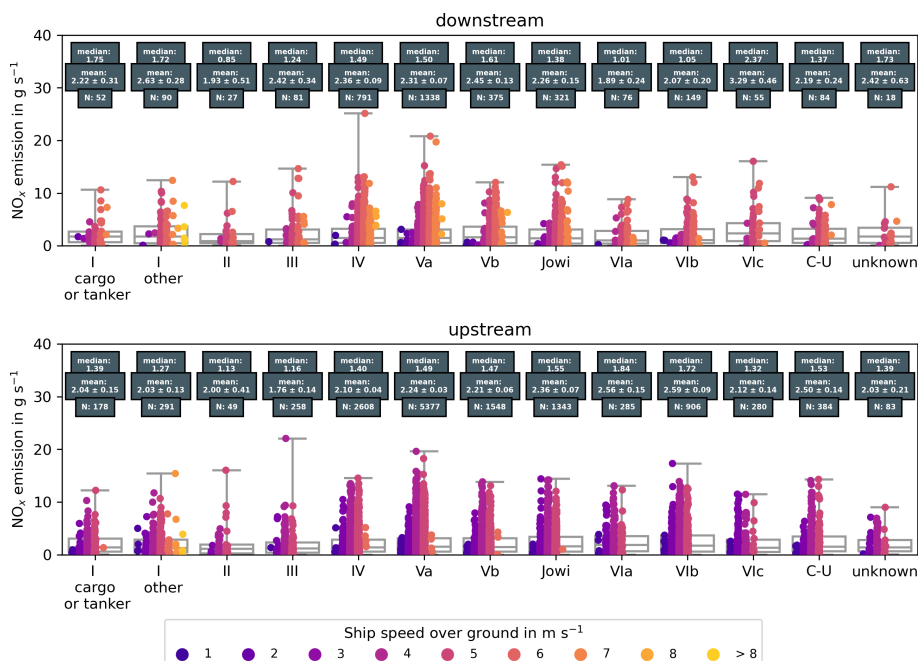 downstream
40
30
20
10
0
NOx emission in g s⁻¹
median: 1.75
mean: 2.22 ± 0.31
N: 52
median: 1.72
mean: 2.63 ± 0.28
N: 90
median: 0.85
mean: 1.93 ± 0.51
N: 27
median: 1.24
mean: 2.42 ± 0.34
N: 81
median: 1.49
mean: 2.36 ± 0.09
N: 791
median: 1.50
mean: 2.31 ± 0.07
N: 1338
median: 1.61
mean: 2.45 ± 0.13
N: 375
median: 1.38
mean: 2.26 ± 0.15
N: 321
median: 1.01
mean: 1.89 ± 0.24
N: 76
median: 1.05
mean: 2.07 ± 0.20
N: 149
median: 2.37
mean: 3.29 ± 0.46
N: 55
median: 1.37
mean: 2.19 ± 0.24
N: 84
median: 1.73
mean: 2.42 ± 0.63
N: 18
I cargo or tanker
I other
II
III
IV
Va
Vb
Jowi
VIa
VIb
VIc
C-U
unknown
upstream
40
30
20
10
0
NOx emission in g s⁻¹
median: 1.39
mean: 2.04 ± 0.15
N: 178
median: 1.27
mean: 2.03 ± 0.13
N: 291
median: 1.13
mean: 2.00 ± 0.41
N: 49
median: 1.16
mean: 1.76 ± 0.14
N: 258
median: 1.40
mean: 2.10 ± 0.04
N: 2608
median: 1.49
mean: 2.24 ± 0.03
N: 5377
median: 1.47
mean: 2.21 ± 0.06
N: 1548
median: 1.55
mean: 2.36 ± 0.07
N: 1343
median: 1.84
mean: 2.56 ± 0.15
N: 285
median: 1.72
mean: 2.59 ± 0.09
N: 906
median: 1.32
mean: 2.12 ± 0.14
N: 280
median: 1.53
mean: 2.50 ± 0.14
N: 384
median: 1.39
mean: 2.03 ± 0.21
N: 83
I cargo or tanker
I other
II
III
IV
Va
Vb
Jowi
VIa
VIb
VIc
C-U
unknown
Ship speed over ground in m s⁻¹
1 2 3 4 5 6 7 8 > 8